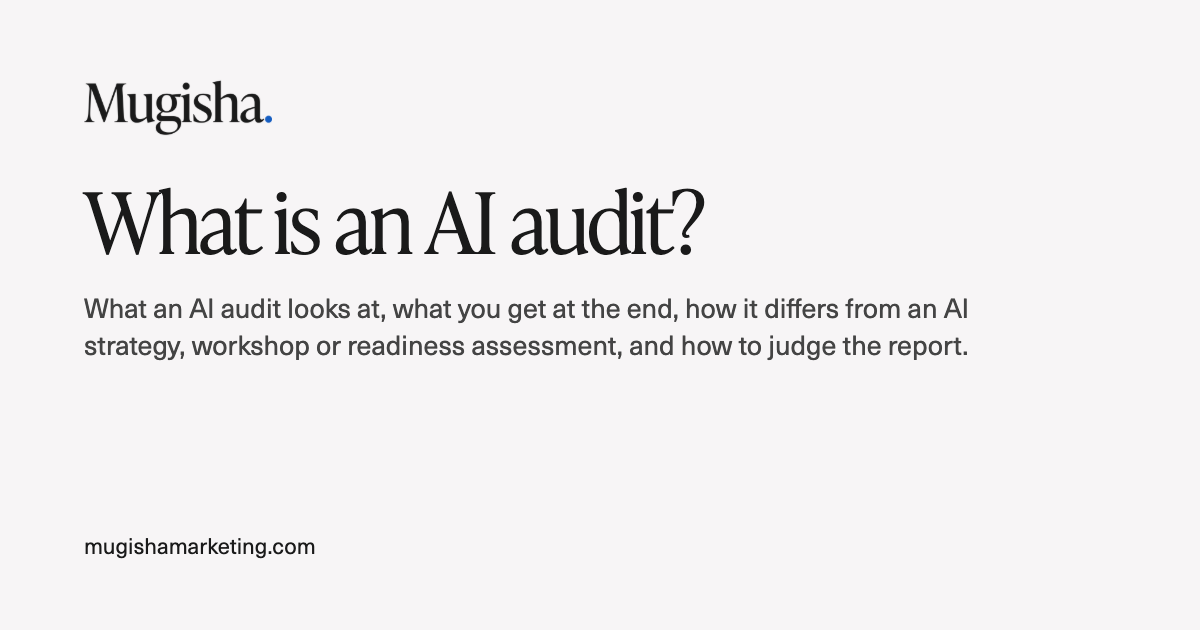 Mugisha.
What is an AI audit?
What an AI audit looks at, what you get at the end, how it differs from an AI
strategy, workshop or readiness assessment, and how to judge the report.
mugishamarketing.com